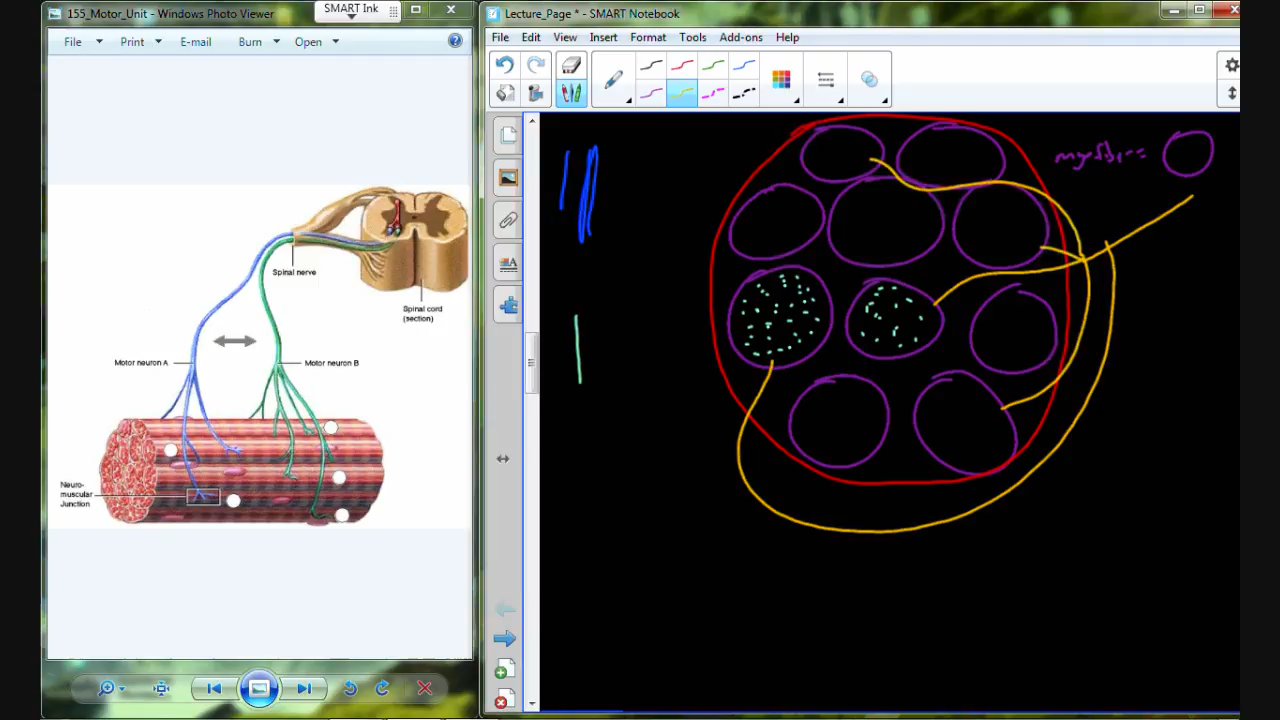 155_Motor_Unit - Windows Photo Viewer
SMART Ink
File Print E-mail Burn Open
Spinal nerve
Spinal cord
(section)
Motor neuron A
Motor neuron B
Neuro-
muscular
Junction
Lecture_Page * - SMART Notebook
File Edit View Insert Format Tools Add-ons Help